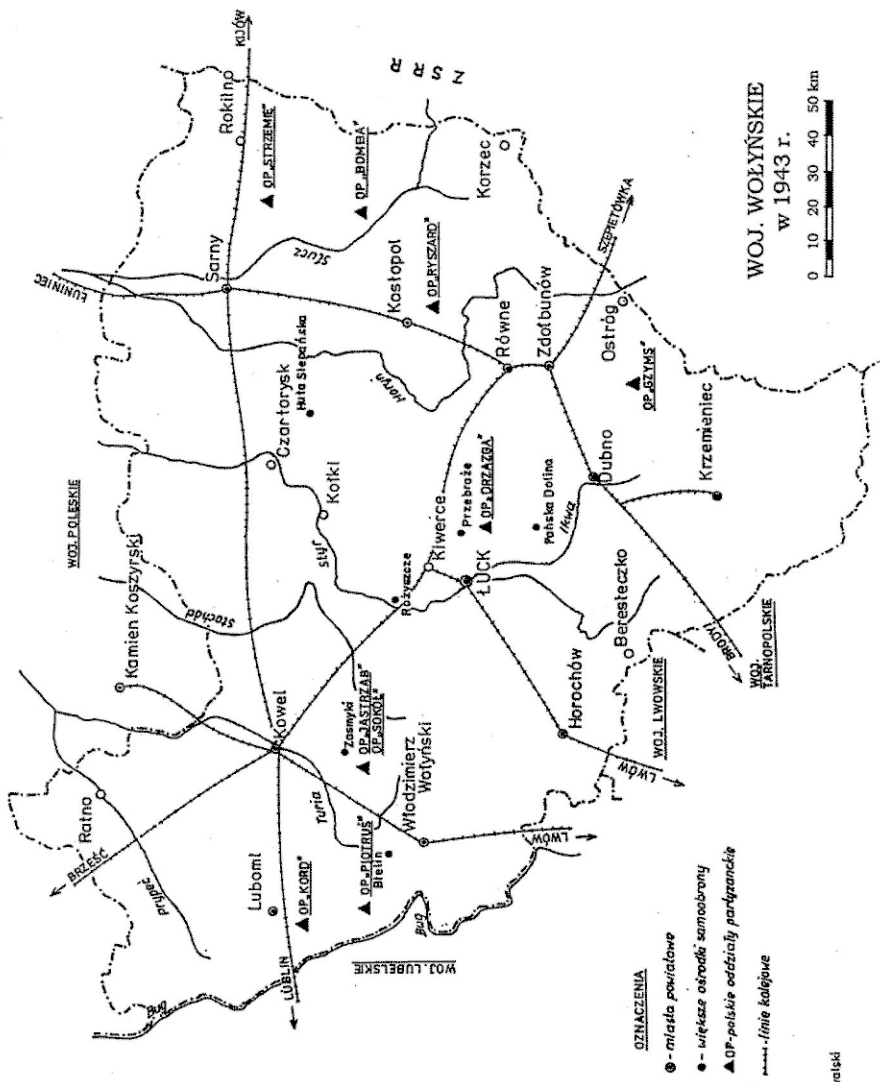 WOJ. WOŁYŃSKIE
w 1943 r.
0 10 20 30 40 50 km
ZSRR
KIJÓW
Rokitno
OP „STRZEMIĘ"
OP „BOMBA"
Korzec
ŁUNINIEC
Sarny
Słucz
Kostopol
OP „RYSZARD"
SZEPIETÓWKA
Huta Stepańska
Horyń
Równe
Zdołbunów
Ostróg
OP „GZYMS"
WOJ. POLESKIE
Czartorysk
Kołki
Styr
Przebraże
OP „DRZAZGA"
Pańska Dolina
Ikwa
Dubno
Krzemieniec
Kamień Koszyrski
Stochód
Rożyszcze
Kiwerce
ŁUCK
Beresteczko
BRODY
WOJ.
TARNOPOLSKIE
Ratno
BRZEŚĆ
Prypeć
Kowel
Zasmyki
OP „JASTRZĄB"
OP „SOKÓŁ"
Turia
Włodzimierz
Wołyński
Horochów
WOJ. LWOWSKIE
LWÓW
LWÓW
Luboml
OP „KORD"
OP „PIOTRUŚ"
Bielin
Bug
Bug
LUBLIN
WOJ. LUBELSKIE
OZNACZENIA
- miasta powiatowe
- większe ośrodki samoobrony
OP-polskie oddziały partyzanckie
-linie kolejowe